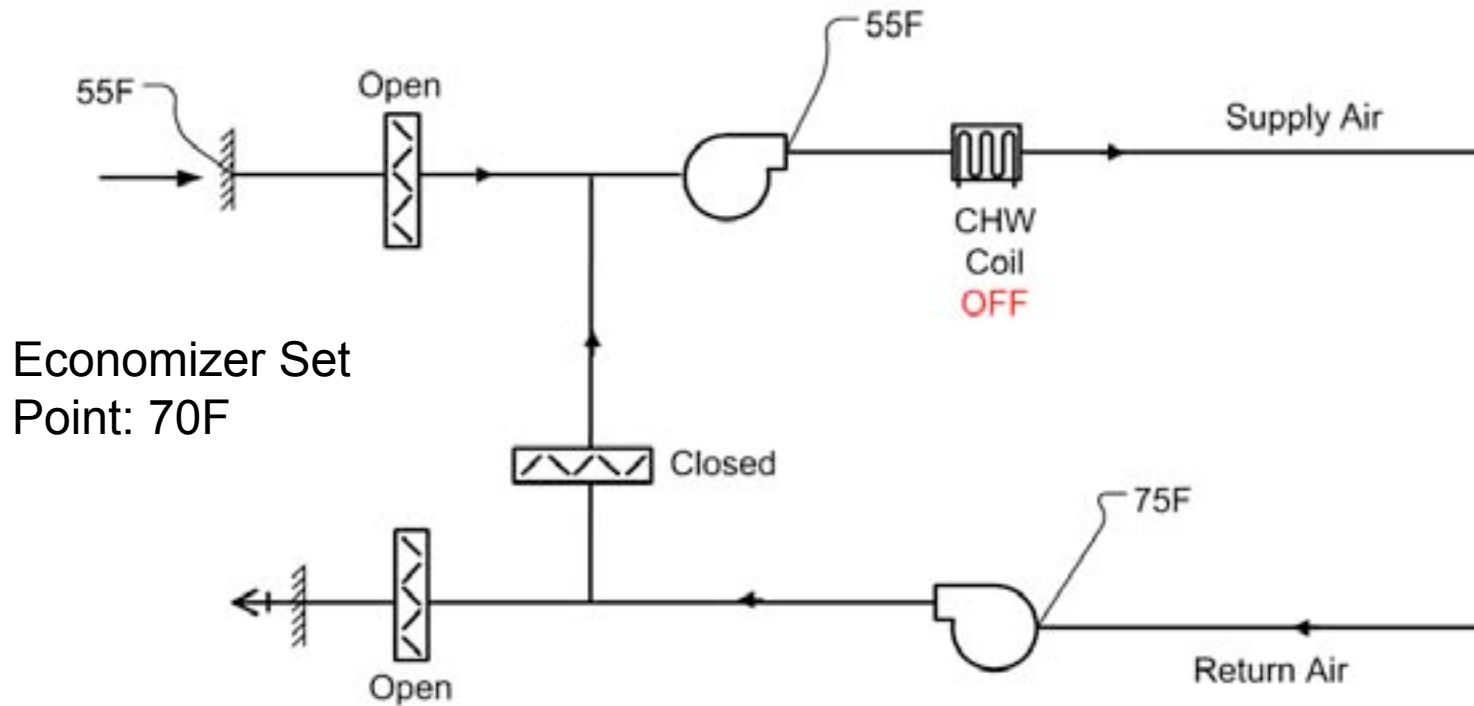 55F
Open
55F
Supply Air
CHW
Coil
OFF
Economizer Set
Point: 70F
Closed
75F
Open
Return Air